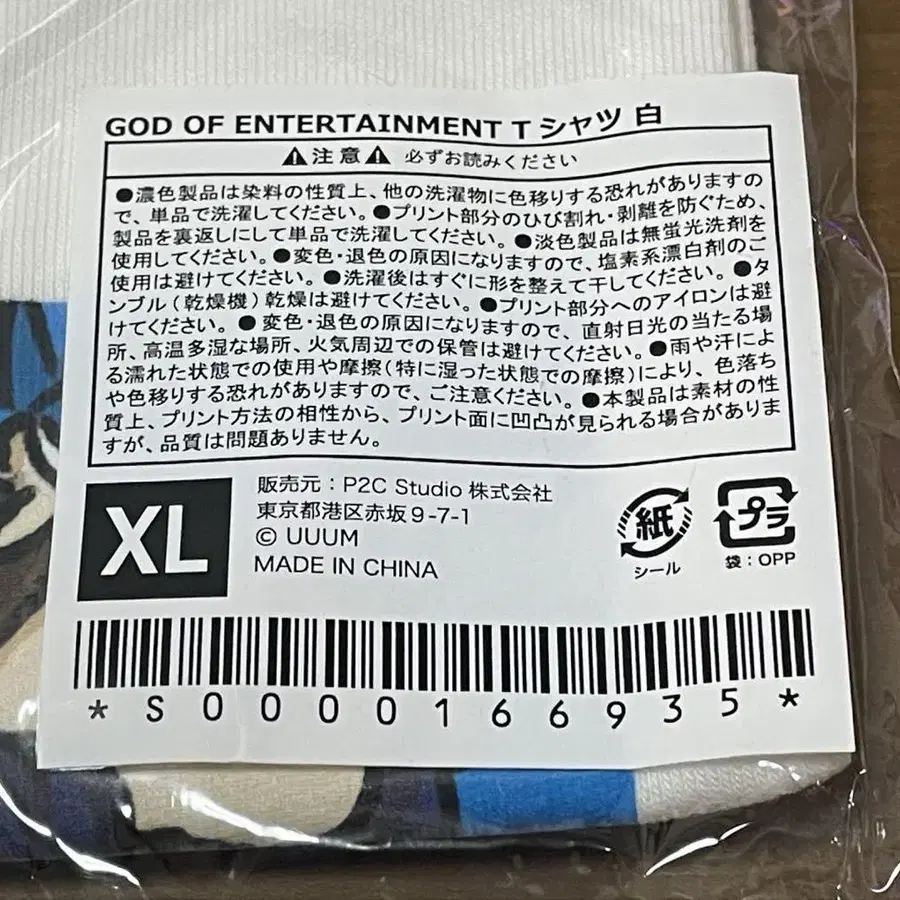 GOD OF ENTERTAINMENT Tシャツ 白
⚠注意⚠ 必ずお読みください
●濃色製品は染料の性質上、他の洗濯物に色移りする恐れがありますの
で、単品で洗濯してください。●プリント部分のひび割れ・剥離を防ぐため、
製品を裏返しにして単品で洗濯してください。●淡色製品は無蛍光洗剤を
使用してください。●変色・退色の原因になりますので、塩素系漂白剤のご
使用は避けてください。●洗濯後はすぐに形を整えて干してください。●タ
ンブル(乾燥機)乾燥は避けてください。●プリント部分へのアイロンは避
けてください。●変色・退色の原因になりますので、直射日光の当たる場
所、高温多湿な場所、火気周辺での保管は避けてください。●雨や汗によ
る濡れた状態での使用や摩擦(特に湿った状態での摩擦)により、色落ち
や色移りする恐れがありますので、ご注意ください。●本製品は素材の性
質上、プリント方法の相性から、プリント面に凹凸が見られる場合がありま
すが、品質は問題ありません。
XL
販売元：P2C Studio 株式会社
東京都港区赤坂9-7-1
© UUUM
MADE IN CHINA
紙
シール
プラ
袋：OPP
*S0000166935*